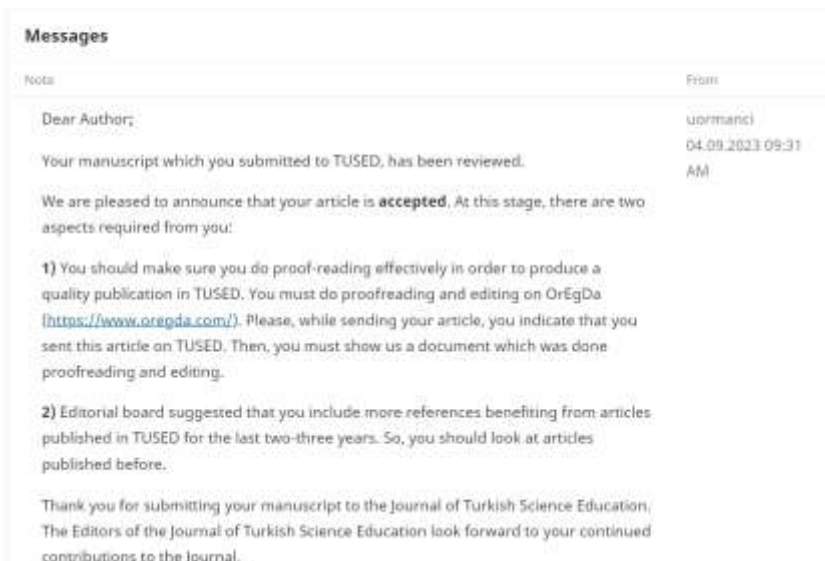 Messages
Note From
Dear Author;
uormanci
04.09.2023 09:31
AM
Your manuscript which you submitted to TUSED, has been reviewed.
We are pleased to announce that your article is accepted. At this stage, there are two
aspects required from you:
1) You should make sure you do proof-reading effectively in order to produce a
quality publication in TUSED. You must do proofreading and editing on OrEgDa
(https://www.oregda.com/). Please, while sending your article, you indicate that you
sent this article on TUSED. Then, you must show us a document which was done
proofreading and editing.
2) Editorial board suggested that you include more references benefiting from articles
published in TUSED for the last two-three years. So, you should look at articles
published before.
Thank you for submitting your manuscript to the Journal of Turkish Science Education.
The Editors of the Journal of Turkish Science Education look forward to your continued
contributions to the Journal.